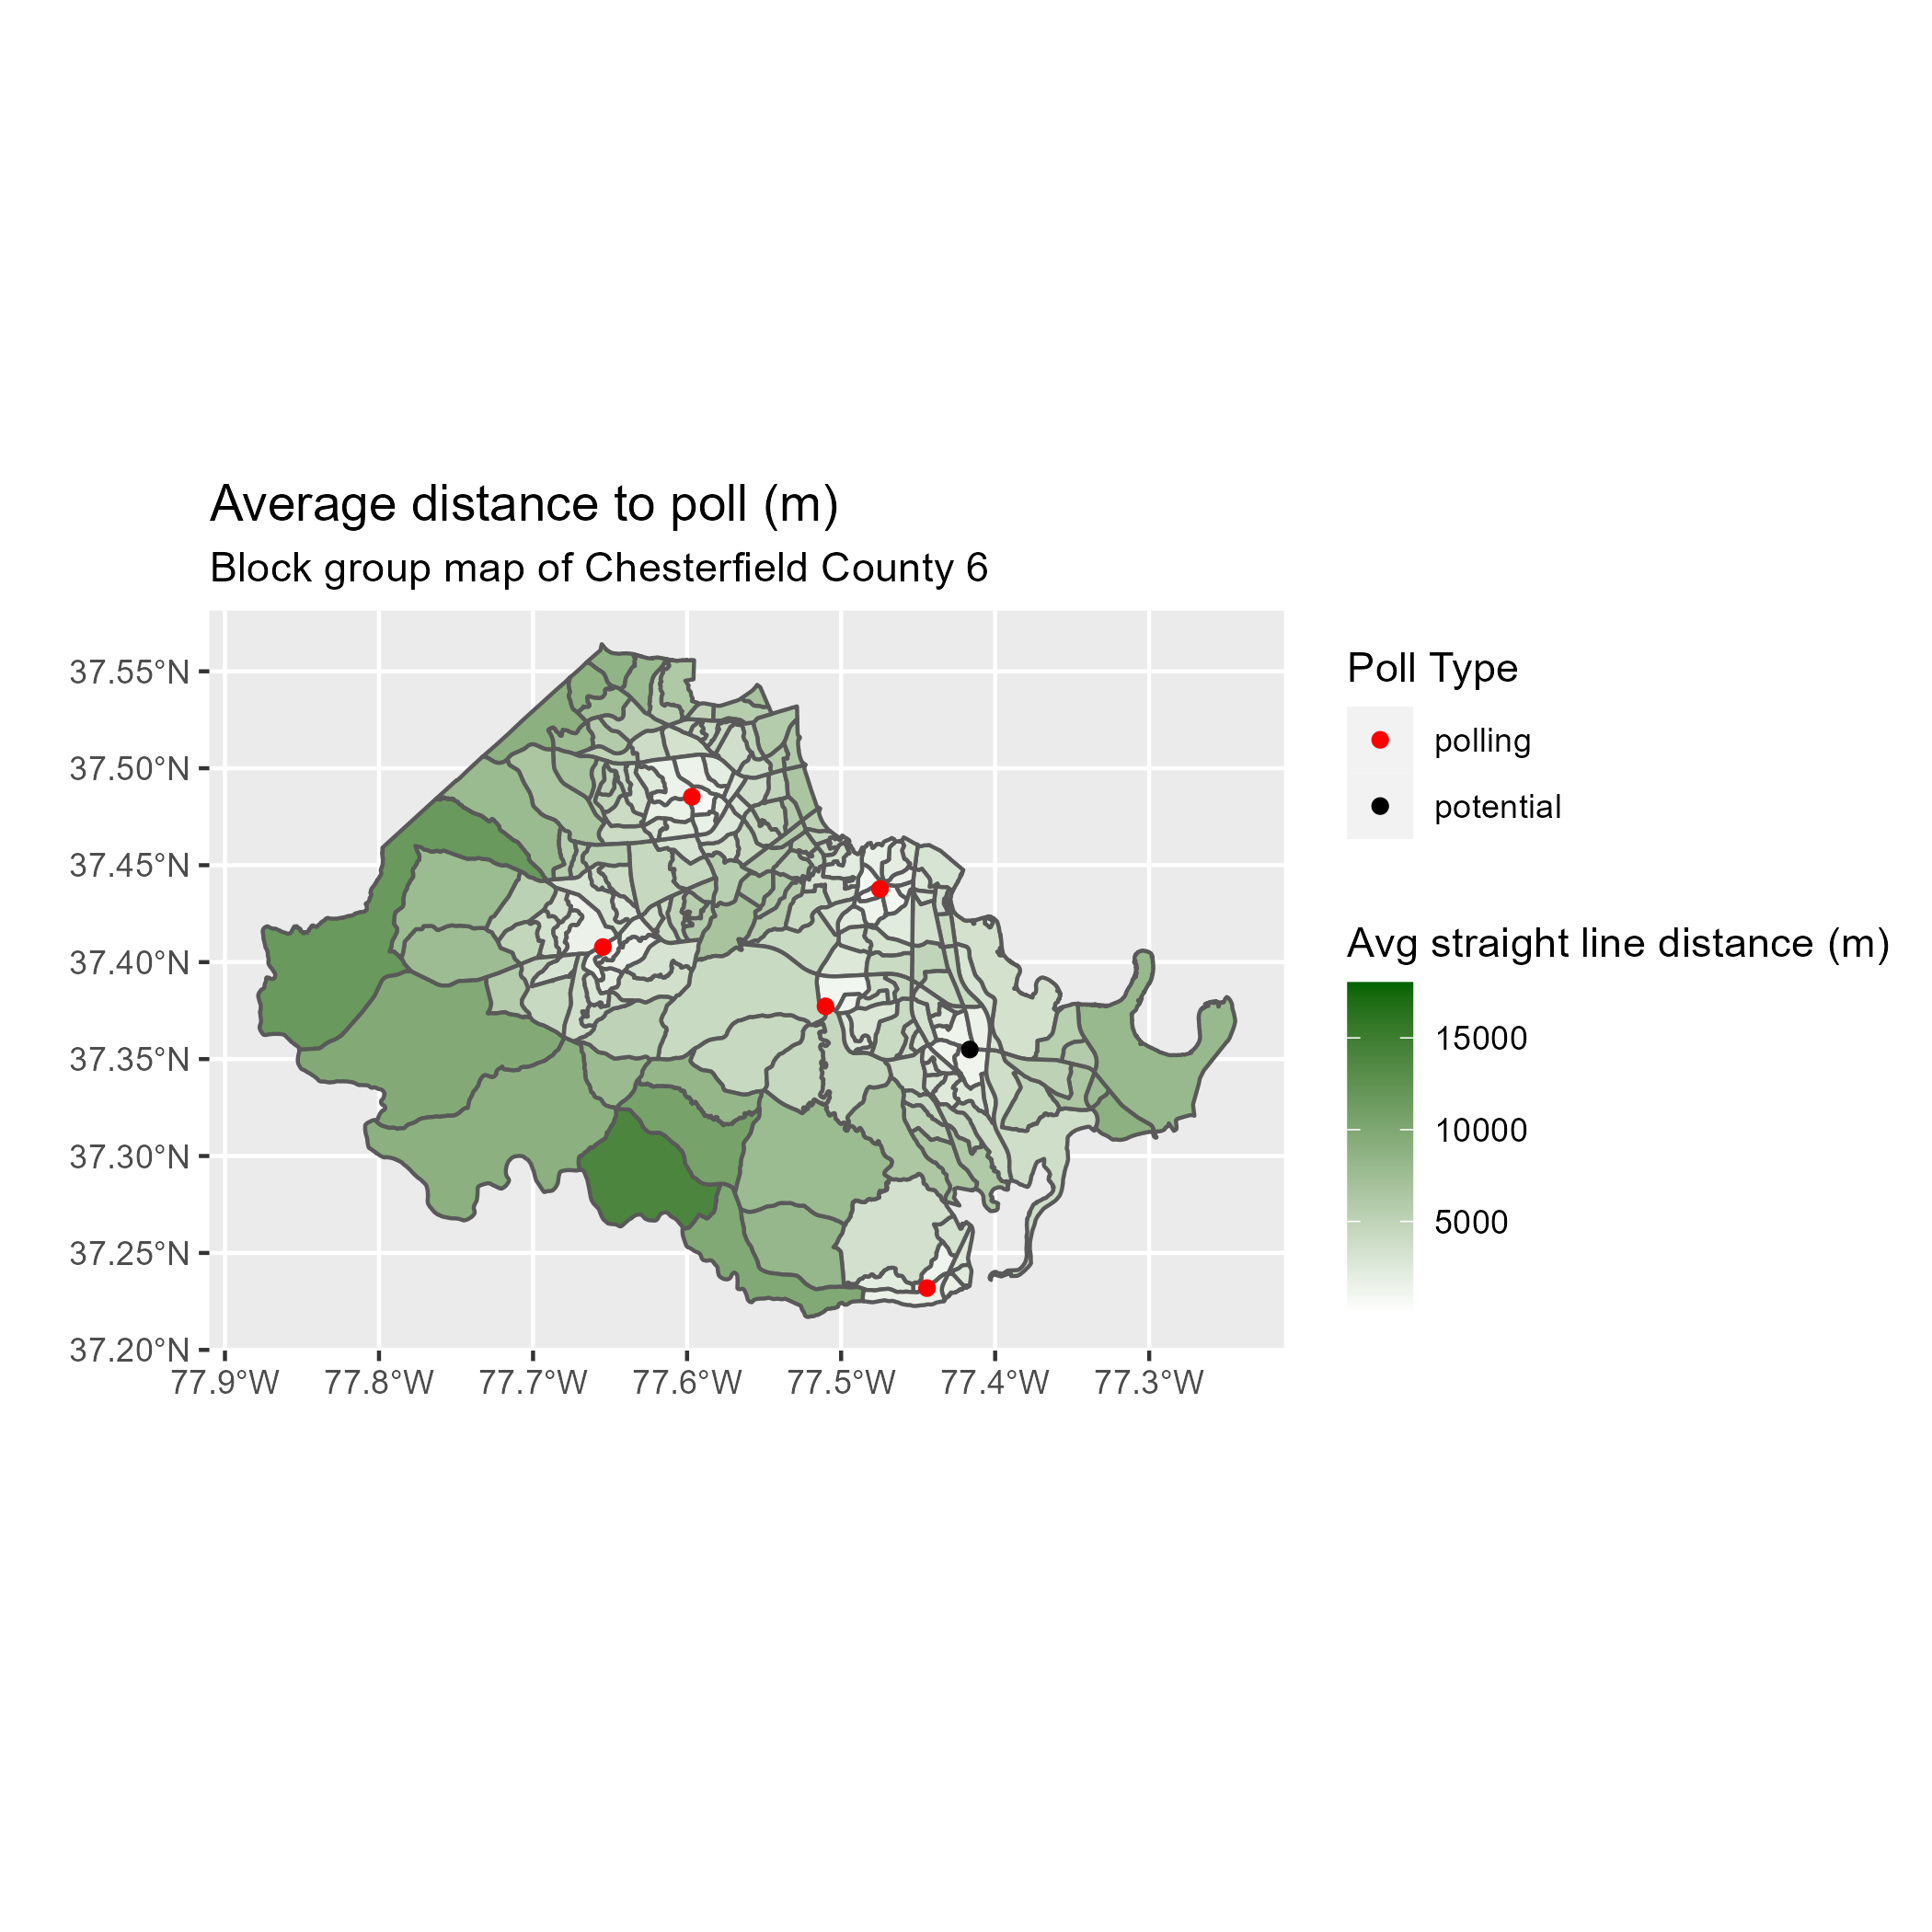 Average distance to poll (m)
Block group map of Chesterfield County 6
37.55°N
37.50°N
37.45°N
37.40°N
37.35°N
37.30°N
37.25°N
37.20°N
77.9°W 77.8°W 77.7°W 77.6°W 77.5°W 77.4°W 77.3°W
Poll Type
polling
potential
Avg straight line distance (m)
15000
10000
5000